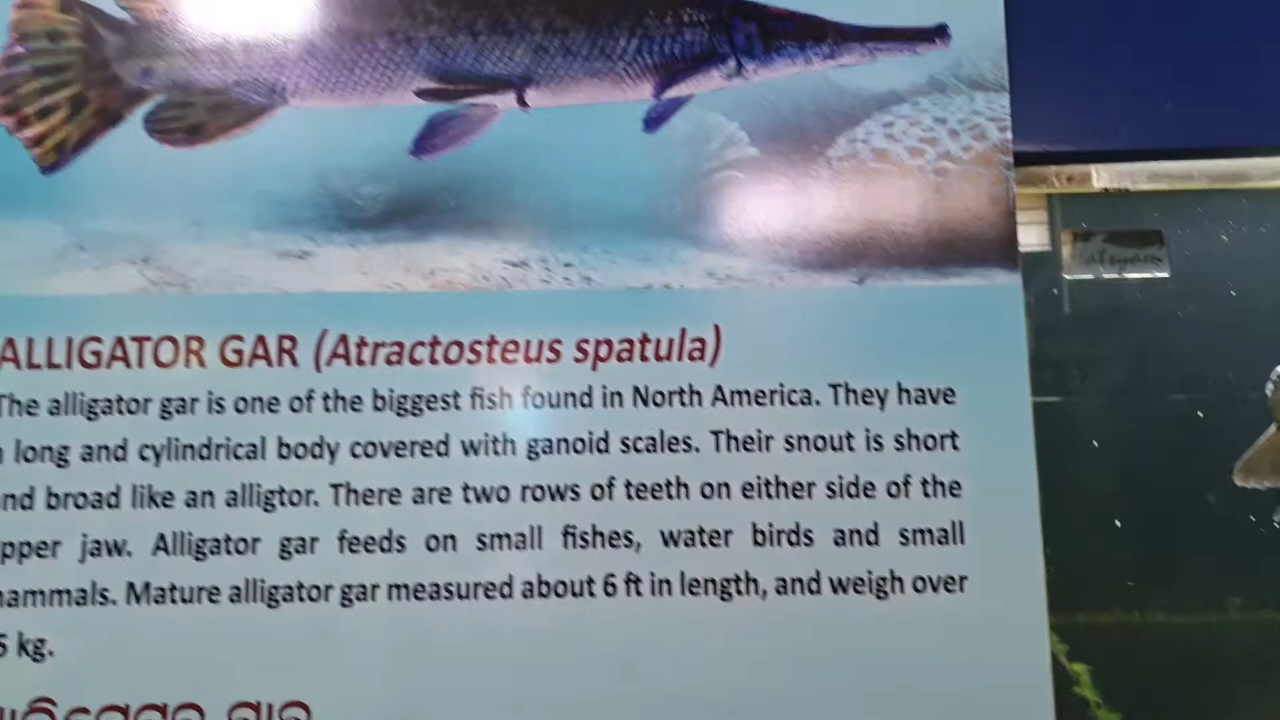 ALLIGATOR GAR (Atractosteus spatula)
The alligator gar is one of the biggest fish found in North America. They have
long and cylindrical body covered with ganoid scales. Their snout is short
nd broad like an alligtor. There are two rows of teeth on either side of the
pper jaw. Alligator gar feeds on small fishes, water birds and small
ammals. Mature alligator gar measured about 6 ft in length, and weigh over
5 kg.